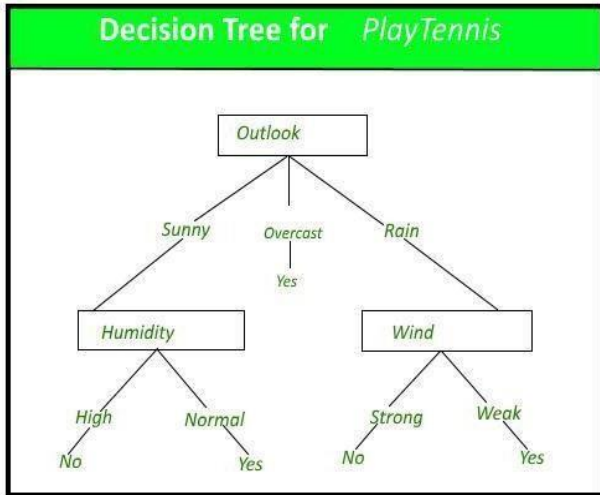 Decision Tree for PlayTennis
Outlook
Sunny Overcast Rain
Yes
Humidity Wind
High Normal Strong Weak
No Yes No Yes